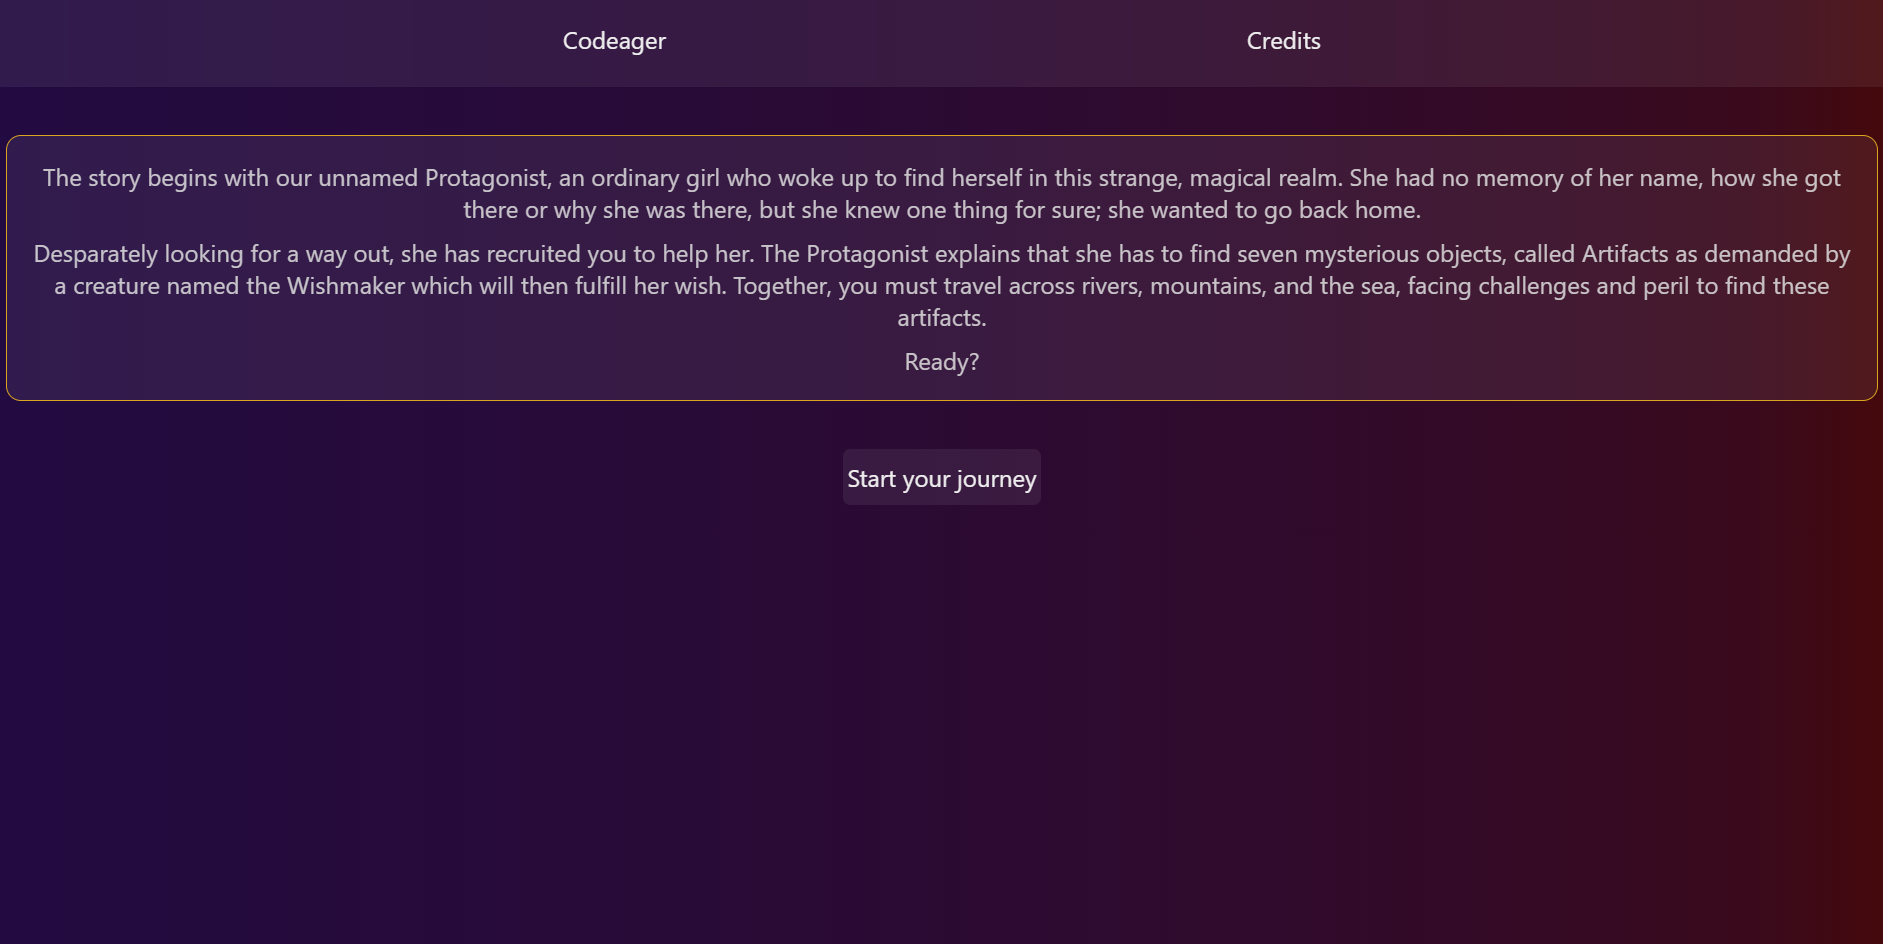 Codeager
Credits
The story begins with our unnamed Protagonist, an ordinary girl who woke up to find herself in this strange, magical realm. She had no memory of her name, how she got
there or why she was there, but she knew one thing for sure; she wanted to go back home.
Desparately looking for a way out, she has recruited you to help her. The Protagonist explains that she has to find seven mysterious objects, called Artifacts as demanded by
a creature named the Wishmaker which will then fulfill her wish. Together, you must travel across rivers, mountains, and the sea, facing challenges and peril to find these
artifacts.
Ready?
Start your journey